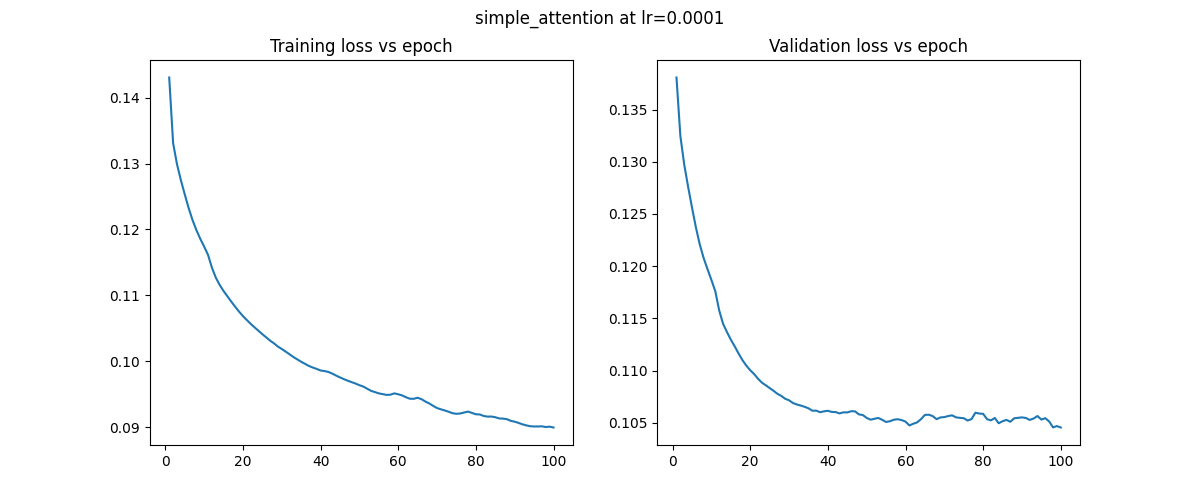 simple_attention at lr=0.0001
Training loss vs epoch
0.14
0.13
0.12
0.11
0.10
0.09
0 20 40 60 80 100
Validation loss vs epoch
0.135
0.130
0.125
0.120
0.115
0.110
0.105
0 20 40 60 80 100